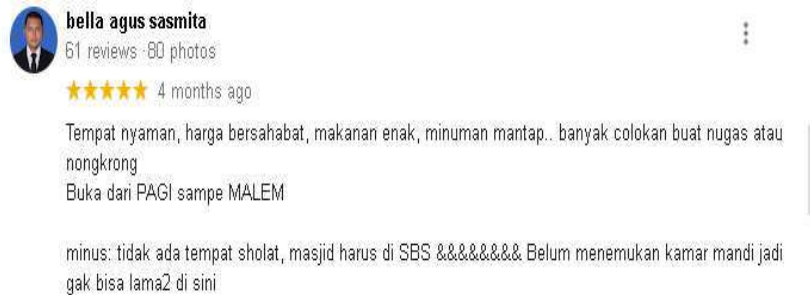 bella agus sasmita
61 reviews · 80 photos
4 months ago
Tempat nyaman, harga bersahabat, makanan enak, minuman mantap.. banyak colokan buat nugas atau
nongkrong
Buka dari PAGI sampe MALEM
minus: tidak ada tempat sholat, masjid harus di SBS &&&&&&&& Belum menemukan kamar mandi jadi
gak bisa lama2 di sini